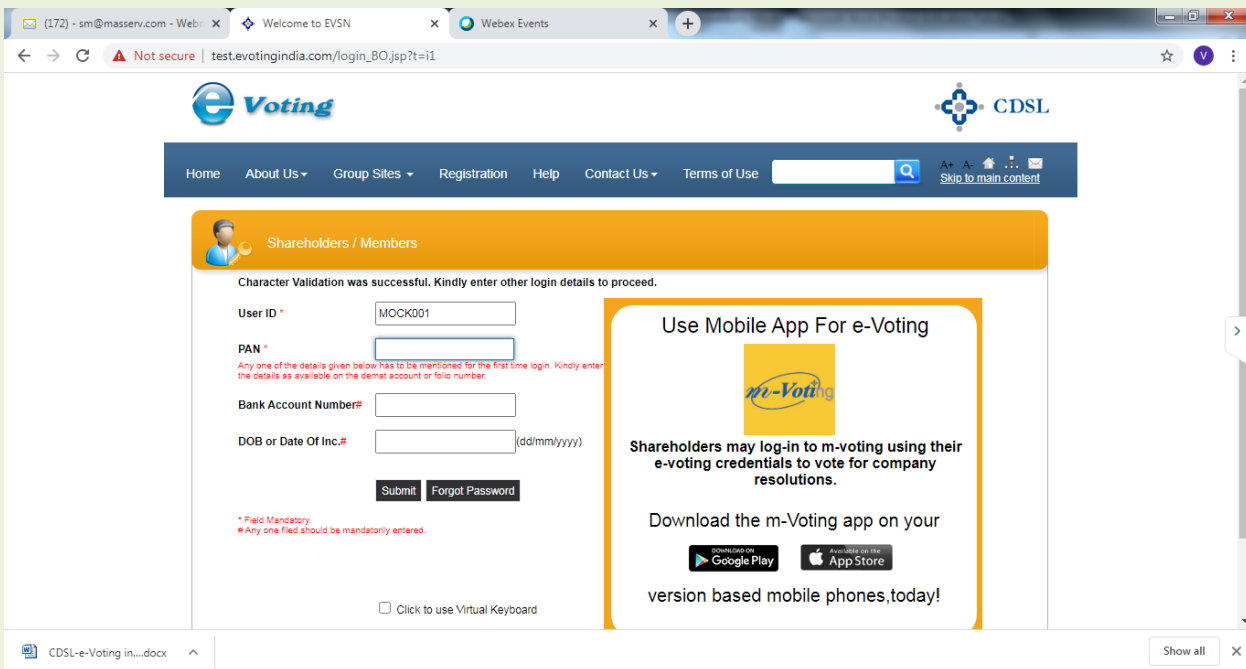 (172) - sm@masserv.com - Webm
Welcome to EVSN
Webex Events
Not secure | test.evotingindia.com/login_BO.jsp?t=i1
V
e Voting
CDSL
Home About Us Group Sites Registration Help Contact Us Terms of Use
A+ A-
Skip to main content
Shareholders / Members
Character Validation was successful. Kindly enter other login details to proceed.
User ID * MOCK001
PAN *
Any one of the details given below has to be mentioned for the first time login. Kindly enter
the details as available on the demat account or folio number.
Bank Account Number#
DOB or Date Of Inc.# (dd/mm/yyyy)
Submit Forgot Password
* Field Mandatory.
# Any one filed should be mandatorily entered.
Click to use Virtual Keyboard
Use Mobile App For e-Voting
m-Voting
Shareholders may log-in to m-voting using their
e-voting credentials to vote for company
resolutions.
Download the m-Voting app on your
DOWNLOAD ON
Google Play
Available on the
App Store
version based mobile phones,today!
CDSL-e-Voting in....docx
Show all